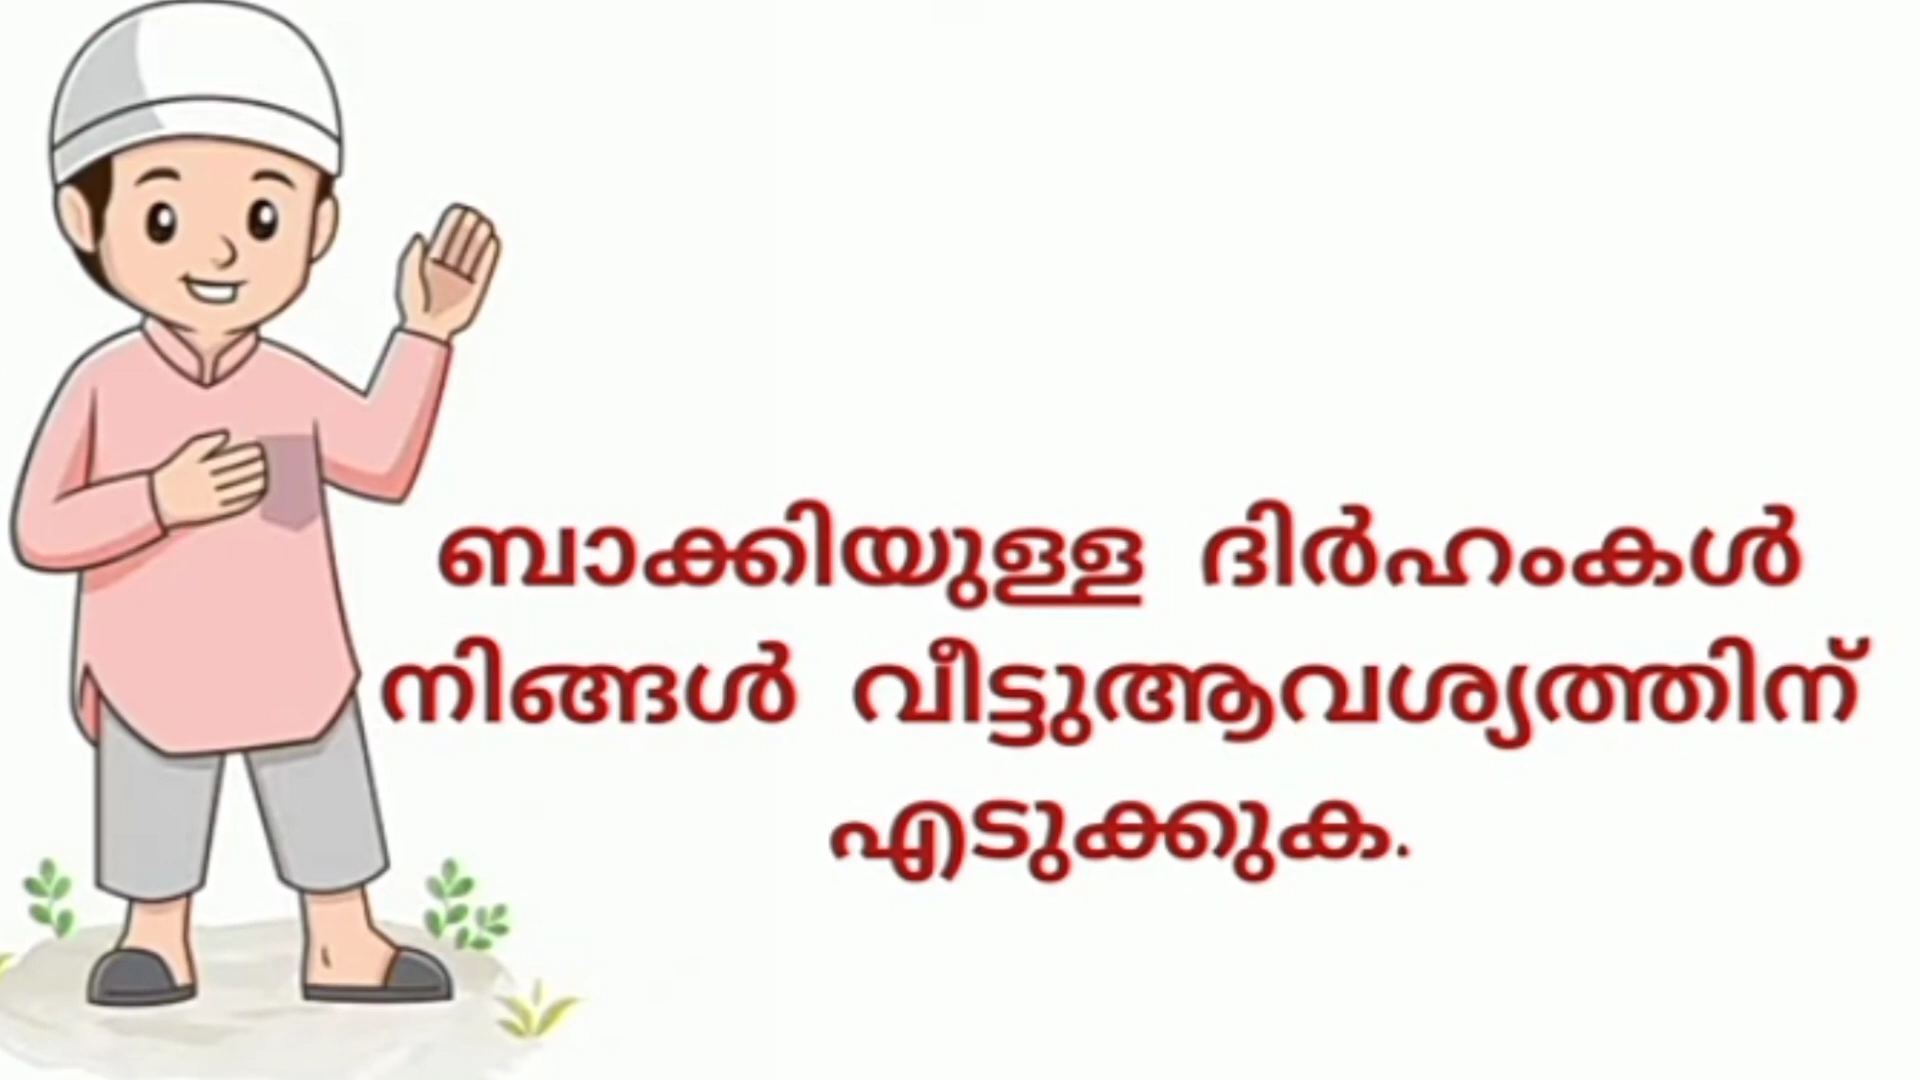 ബാക്കിയുള്ള ദിർഹംകൾ
നിങ്ങൾ വീട്ടുആവശ്യത്തിന്
എടുക്കുക.